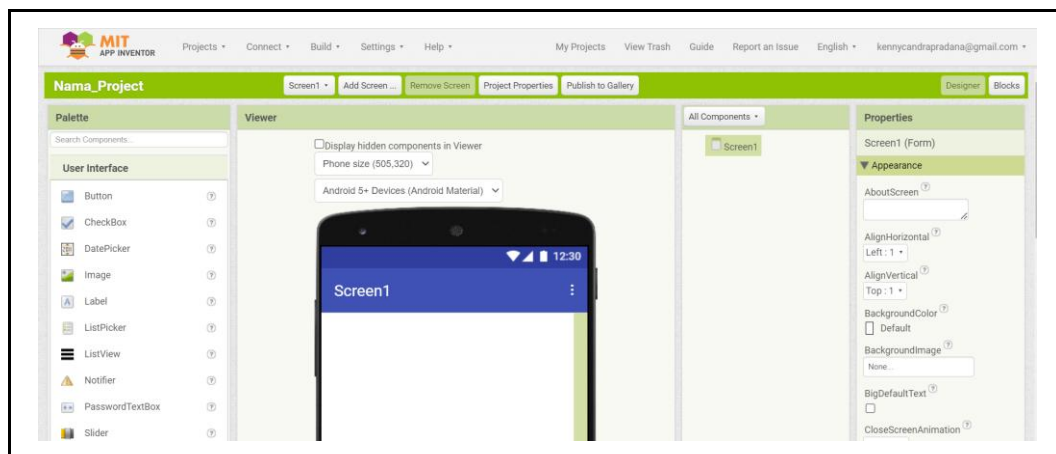 MIT
APP INVENTOR
Projects
Connect
Build
Settings
Help
My Projects
View Trash
Guide
Report an Issue
English
kennycandrapradana@gmail.com
Nama_Project
Screen1
Add Screen ...
Remove Screen
Project Properties
Publish to Gallery
Designer
Blocks
Palette
Search Components...
User Interface
Button
CheckBox
DatePicker
Image
Label
ListPicker
ListView
Notifier
PasswordTextBox
Slider
Viewer
Display hidden components in Viewer
Phone size (505,320)
Android 5+ Devices (Android Material)
12:30
Screen1
All Components
Screen1
Properties
Screen1 (Form)
Appearance
AboutScreen
AlignHorizontal
Left : 1
AlignVertical
Top : 1
BackgroundColor
Default
BackgroundImage
None...
BigDefaultText
CloseScreenAnimation